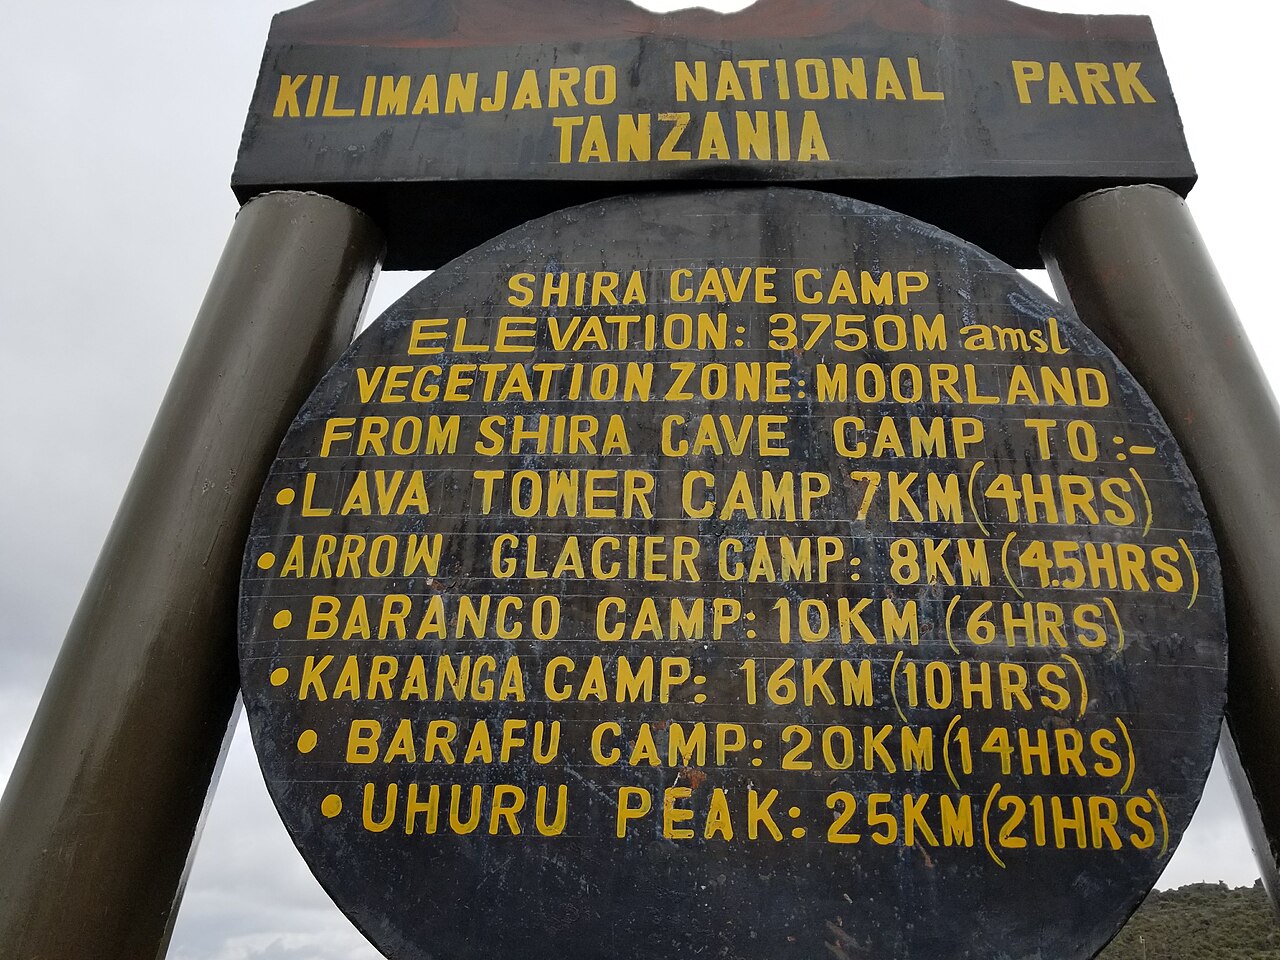 KILIMANJARO NATIONAL PARK
TANZANIA
SHIRA CAVE CAMP
ELEVATION: 3750M amsl
VEGETATION ZONE: MOORLAND
FROM SHIRA CAVE CAMP TO:-
•LAVA TOWER CAMP 7KM (4HRS)
•ARROW GLACIER CAMP: 8KM (4.5HRS)
•BARANCO CAMP: 10KM (6HRS)
•KARANGA CAMP: 16KM (10HRS)
•BARAFU CAMP: 20KM (14HRS)
•UHURU PEAK: 25KM (21HRS)